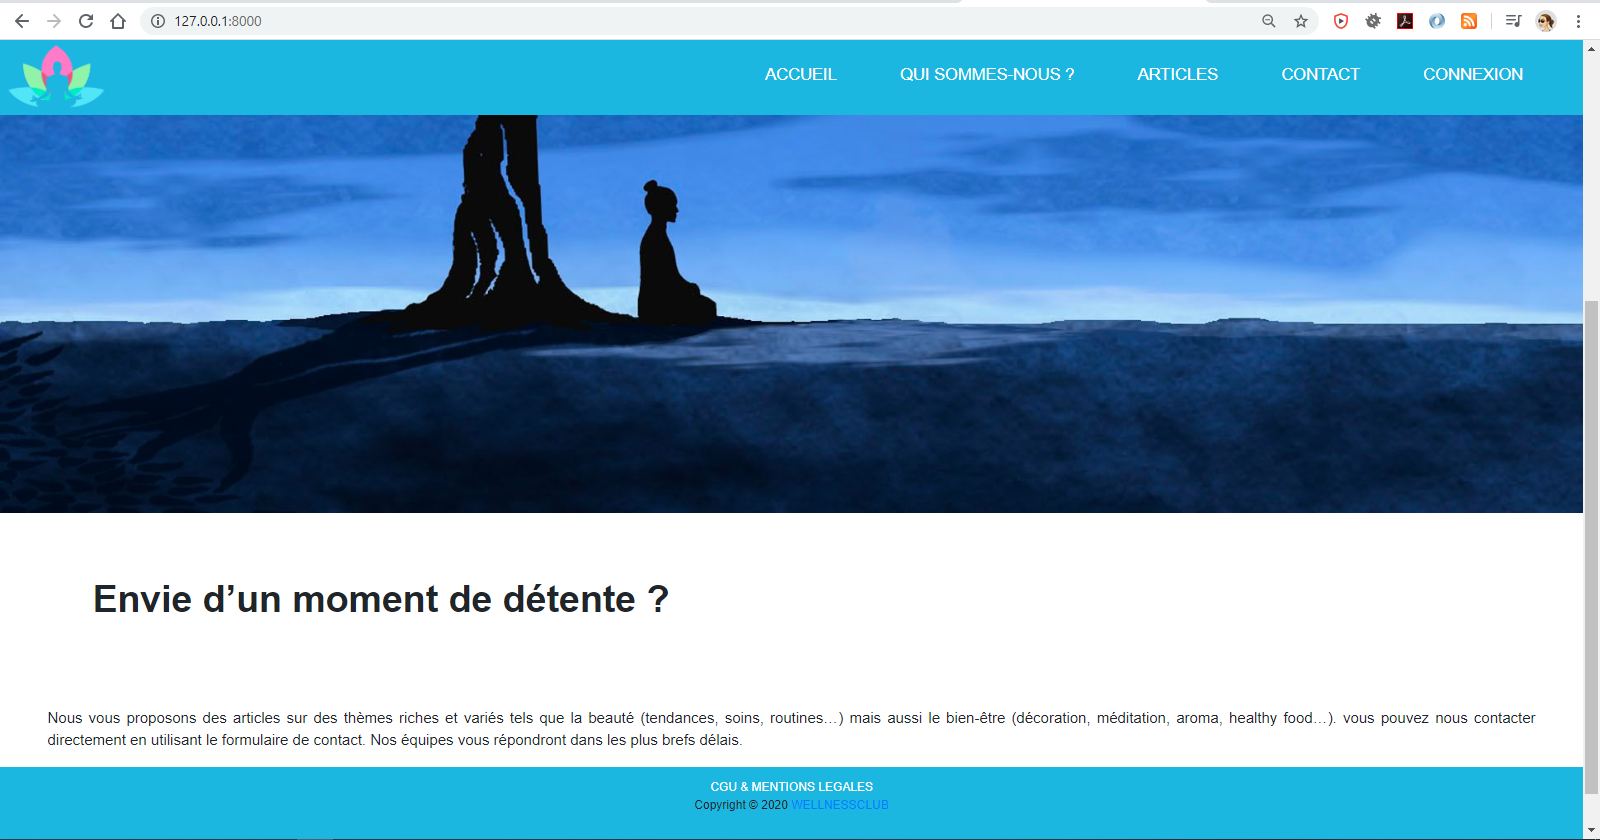 127.0.0.1:8000
ACCUEIL QUI SOMMES-NOUS ? ARTICLES CONTACT CONNEXION
Envie d’un moment de détente ?
Nous vous proposons des articles sur des thèmes riches et variés tels que la beauté (tendances, soins, routines…) mais aussi le bien-être (décoration, méditation, aroma, healthy food…). vous pouvez nous contacter
directement en utilisant le formulaire de contact. Nos équipes vous répondront dans les plus brefs délais.
CGU & MENTIONS LEGALES
Copyright © 2020 WELLNESSCLUB